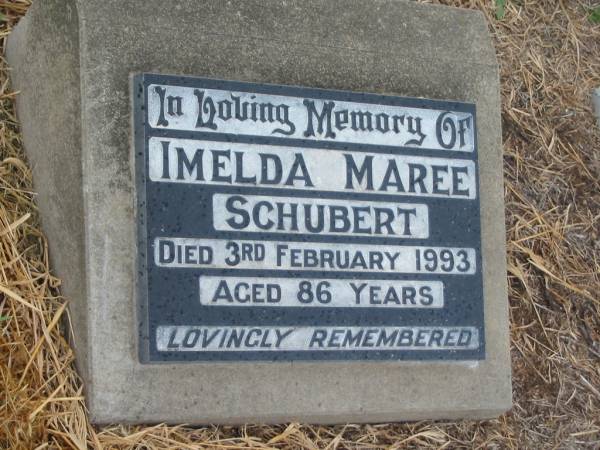 In Loving Memory Of
IMELDA MAREE
SCHUBERT
DIED 3RD FEBRUARY 1993
AGED 86 YEARS
LOVINGLY REMEMBERED